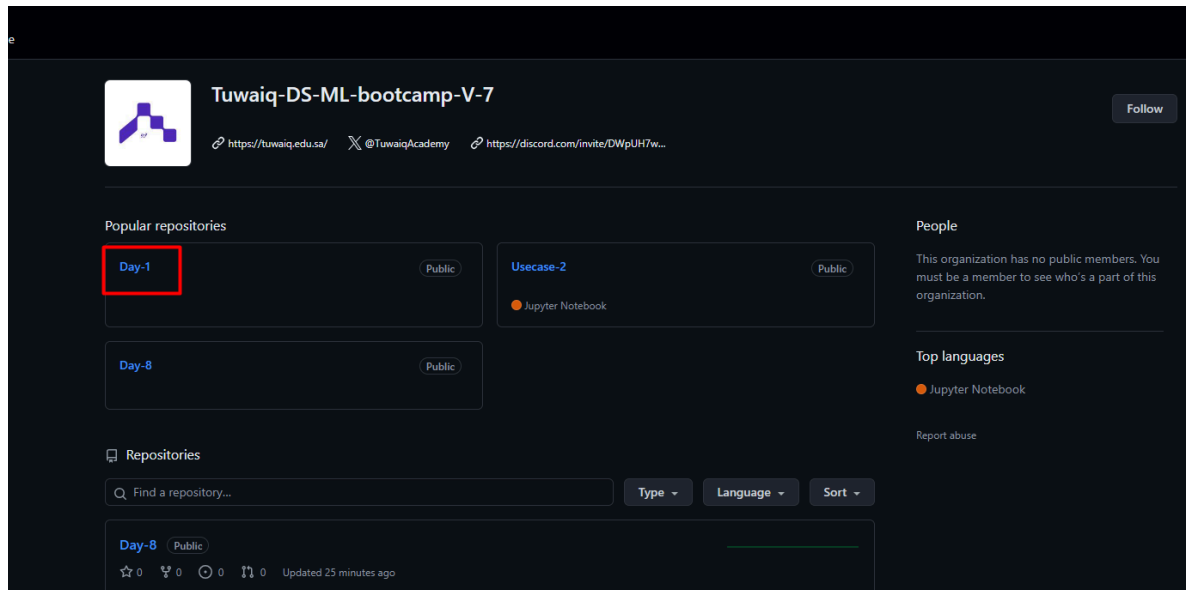 e
Tuwaiq-DS-ML-bootcamp-V-7
Follow
https://tuwaiq.edu.sa/ @TuwaiqAcademy https://discord.com/invite/DWpUH7w...
Popular repositories
Day-1 Public
Usecase-2 Public
Jupyter Notebook
Day-8 Public
People
This organization has no public members. You
must be a member to see who's a part of this
organization.
Top languages
Jupyter Notebook
Report abuse
Repositories
Find a repository... Type Language Sort
Day-8 Public
0 0 0 0 Updated 25 minutes ago